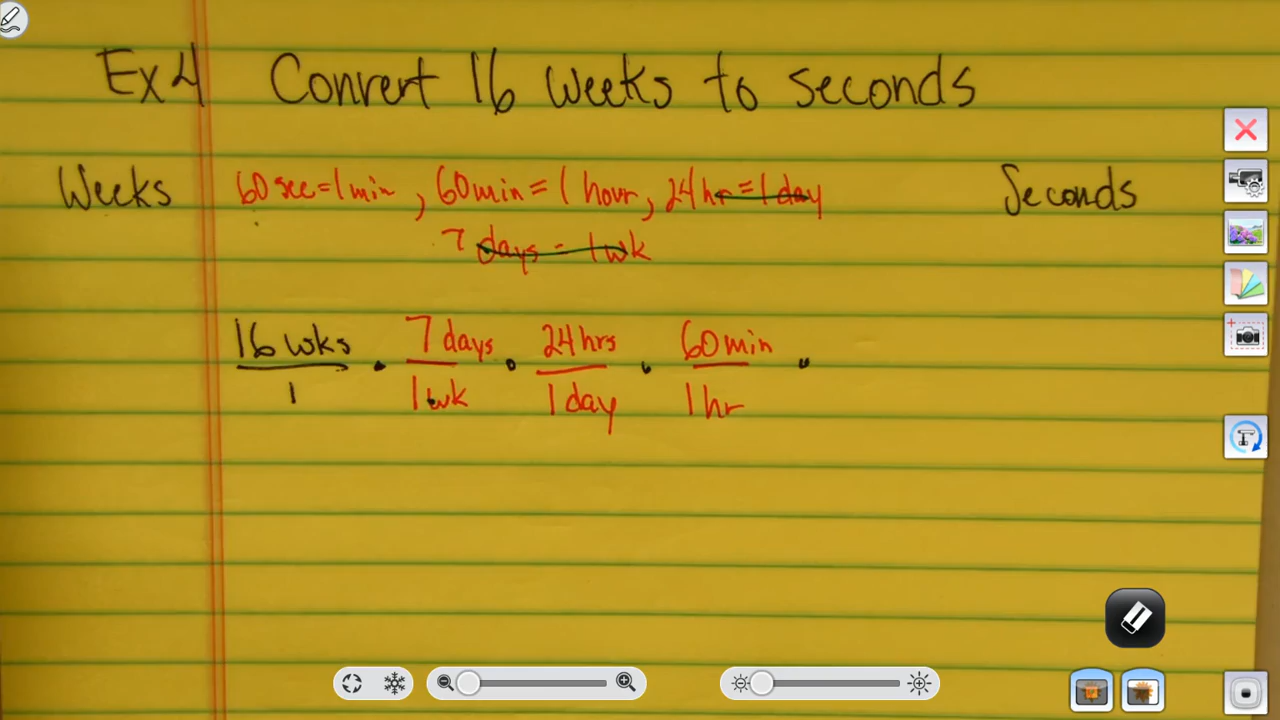 Ex 4 Convert 16 weeks to seconds
Weeks 60 sec = 1 min, 60 min = 1 hour, 24 hr = 1 day Seconds
7 days = 1 wk
16 wks / 1 · 7 days / 1 wk · 24 hrs / 1 day · 60 min / 1 hr ·